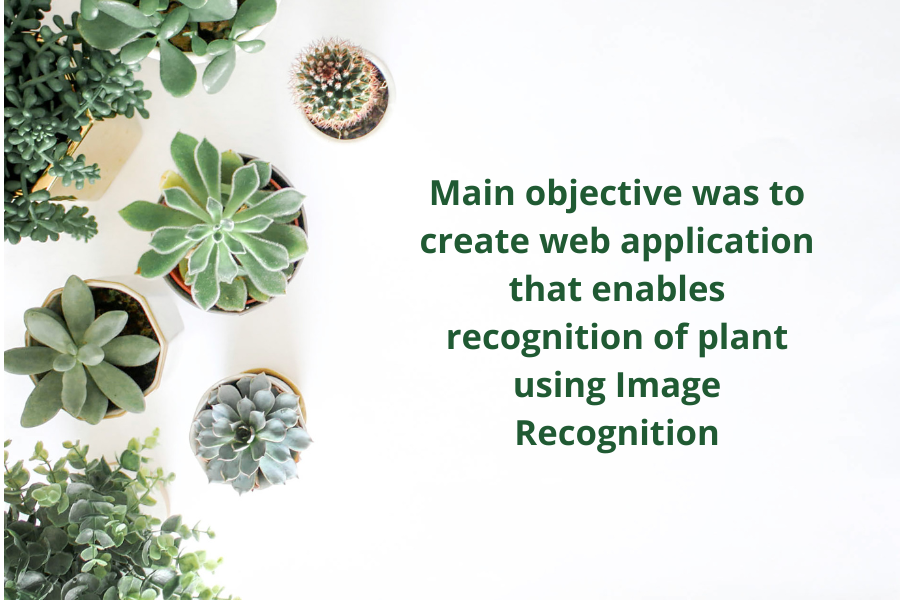 Main objective was to
create web application
that enables
recognition of plant
using Image
Recognition